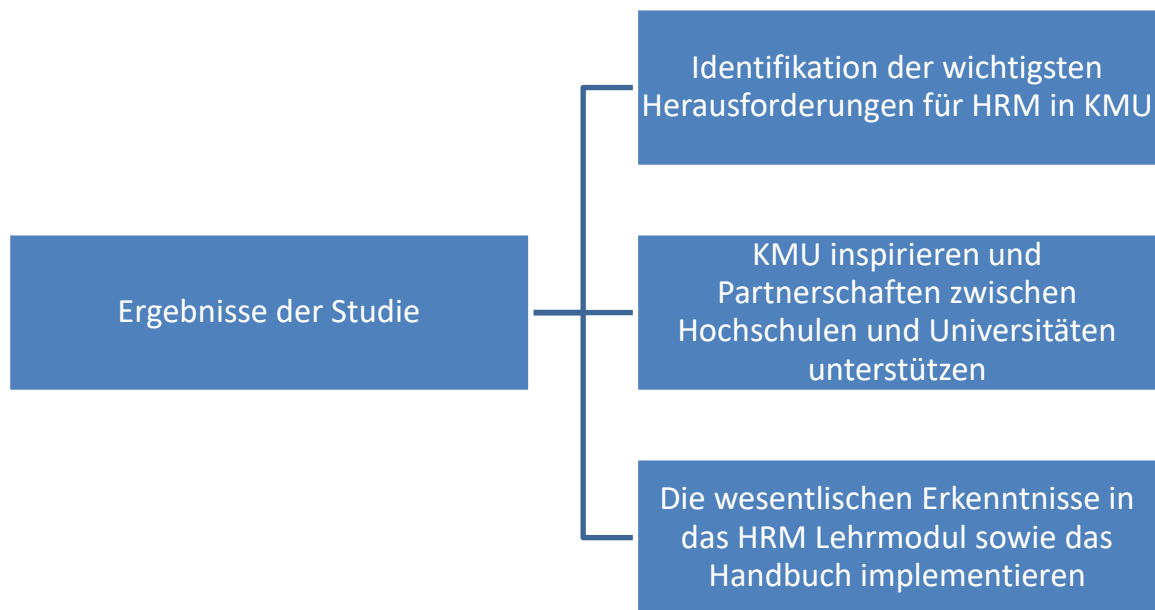 Ergebnisse der Studie
Identifikation der wichtigsten
Herausforderungen für HRM in KMU
KMU inspirieren und
Partnerschaften zwischen
Hochschulen und Universitäten
unterstützen
Die wesentlischen Erkenntnisse in
das HRM Lehrmodul sowie das
Handbuch implementieren